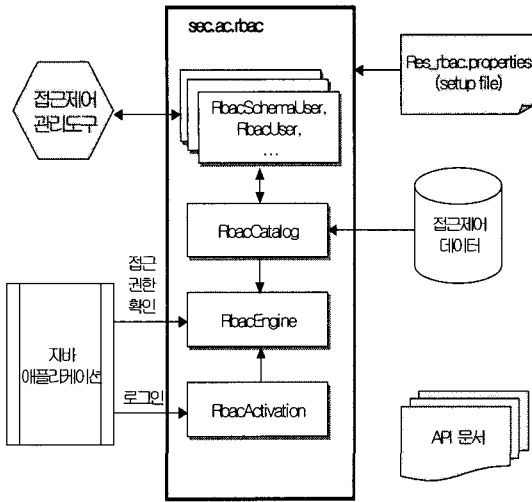 sec.ac.rbac
Res_rbac.properties
(setup file)
접근제어
관리도구
RbacSchemaUser,
RbacUser,
...
RbacCatalog
접근제어
데이터
접근
권한
확인
RbacEngine
자바
애플리케이션
로그인
RbacActivation
API 문서